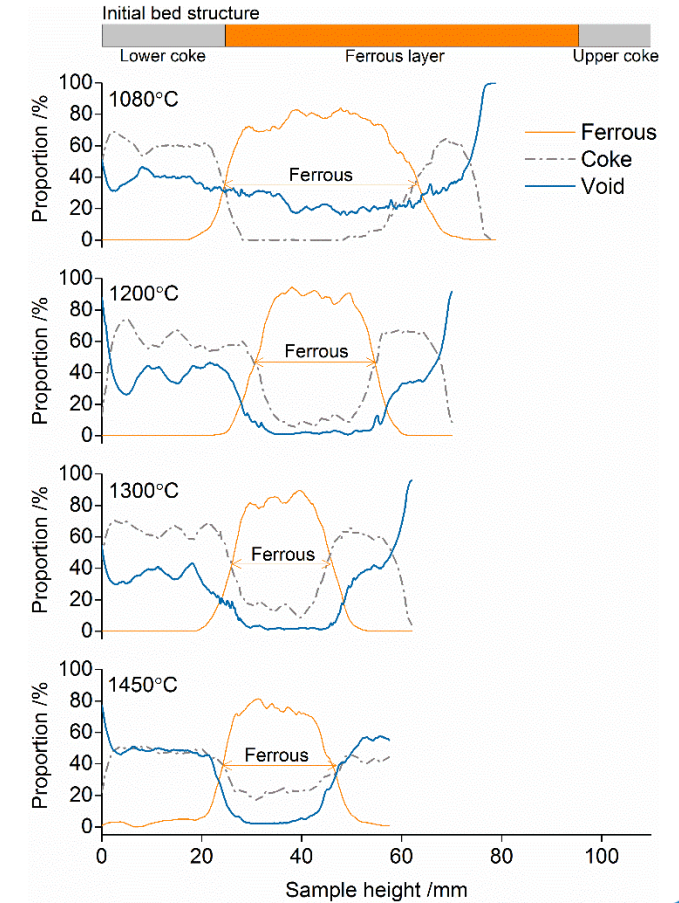 Initial bed structure
Lower coke Ferrous layer Upper coke
Proportion /%
100
80
60
40
20
0
1080°C
Ferrous
Ferrous
Coke
Void
Proportion /%
100
80
60
40
20
0
1200°C
Ferrous
Proportion /%
100
80
60
40
20
0
1300°C
Ferrous
Proportion /%
100
80
60
40
20
0
1450°C
Ferrous
0 20 40 60 80 100
Sample height /mm